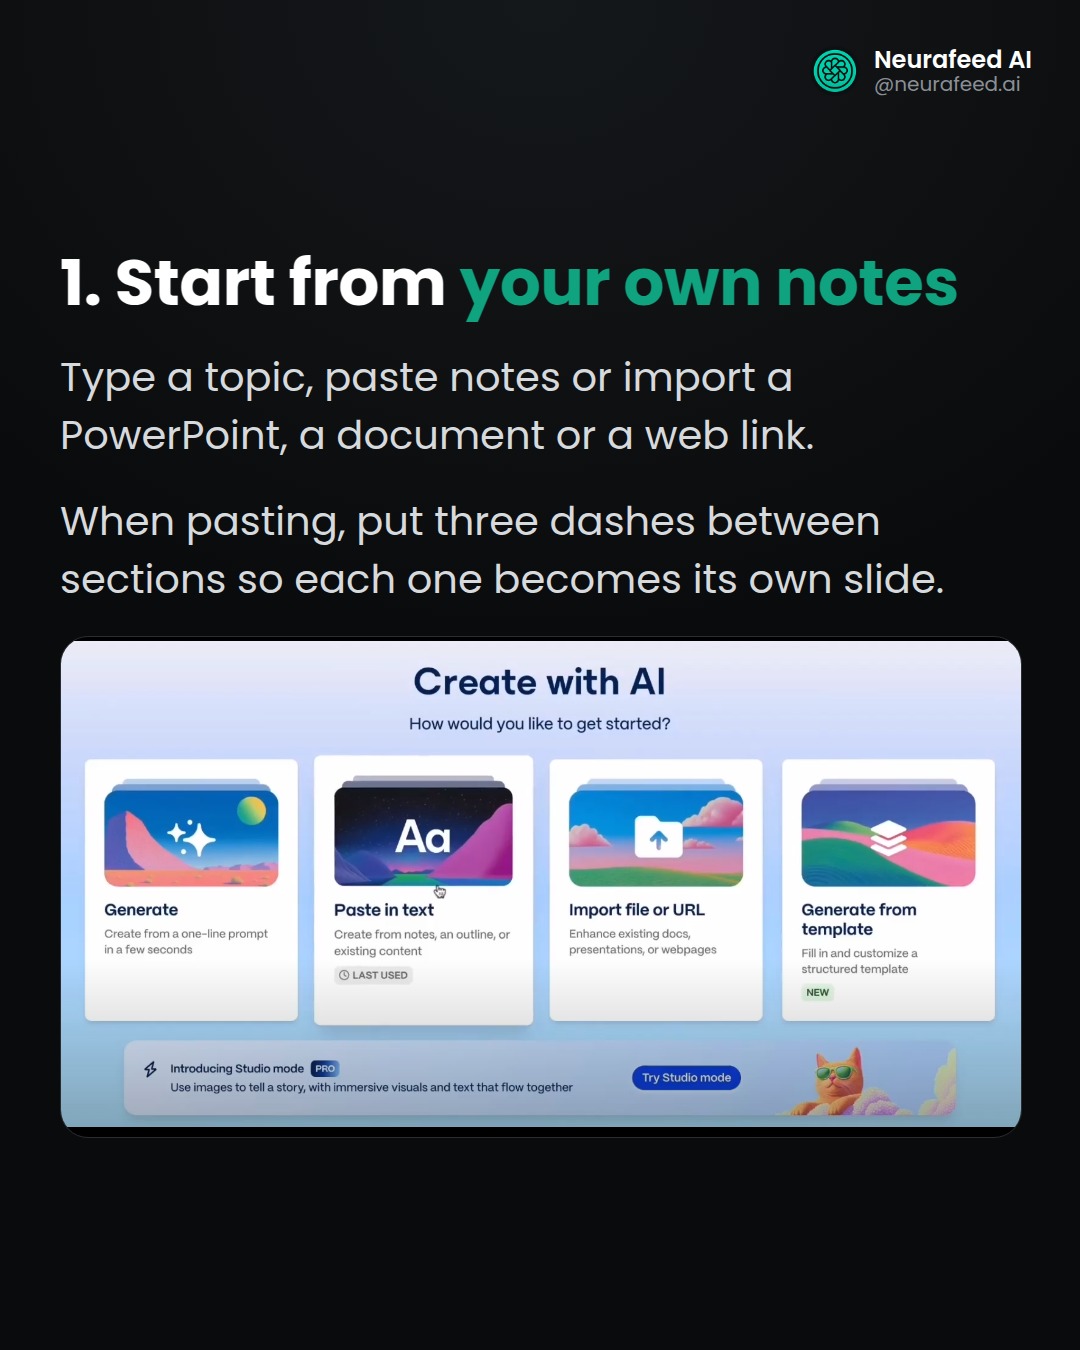 Neurafeed AI
@neurafeed.ai
1. Start from your own notes
Type a topic, paste notes or import a
PowerPoint, a document or a web link.
When pasting, put three dashes between
sections so each one becomes its own slide.
Create with AI
How would you like to get started?
Generate
Create from a one-line prompt
in a few seconds
Aa
Paste in text
Create from notes, an outline, or
existing content
LAST USED
Import file or URL
Enhance existing docs,
presentations, or webpages
Generate from
template
Fill in and customize a
structured template
NEW
Introducing Studio mode PRO
Use images to tell a story, with immersive visuals and text that flow together
Try Studio mode